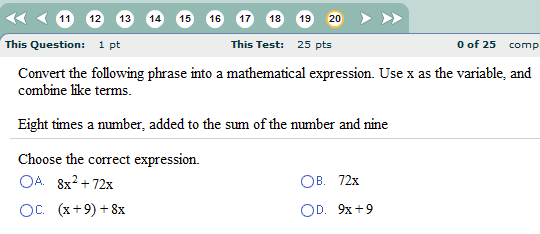 11 12 13 14 15 16 17 18 19 20
This Question: 1 pt This Test: 25 pts 0 of 25 comp
Convert the following phrase into a mathematical expression. Use x as the variable, and
combine like terms.
Eight times a number, added to the sum of the number and nine
Choose the correct expression.
A. 8x² + 72x B. 72x
C. (x + 9) + 8x D. 9x + 9